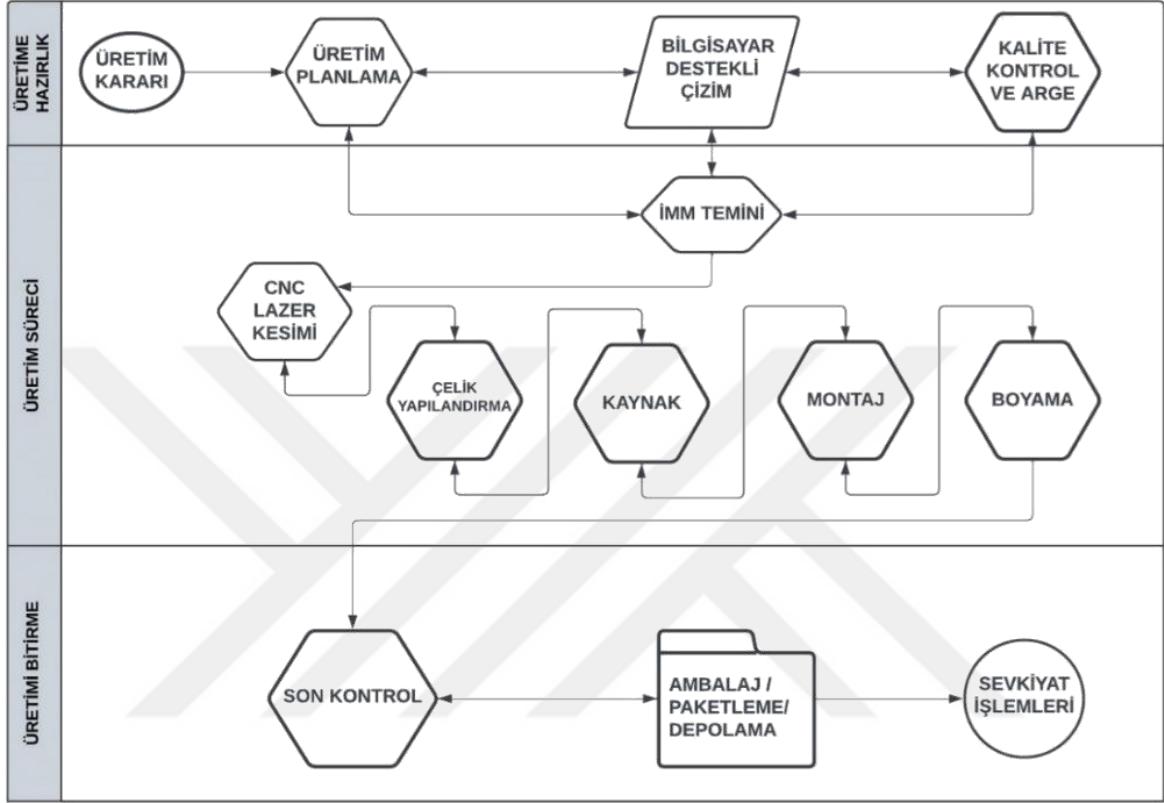 ÜRETİME
HAZIRLIK
ÜRETİM
KARARI
ÜRETİM
PLANLAMA
BİLGİSAYAR
DESTEKLİ
ÇİZİM
KALİTE
KONTROL
VE ARGE
ÜRETİM SÜRECİ
İMM TEMİNİ
CNC
LAZER
KESİMİ
ÇELİK
YAPILANDIRMA
KAYNAK
MONTAJ
BOYAMA
ÜRETİMİ BİTİRME
SON KONTROL
AMBALAJ /
PAKETLEME/
DEPOLAMA
SEVKİYAT
İŞLEMLERİ